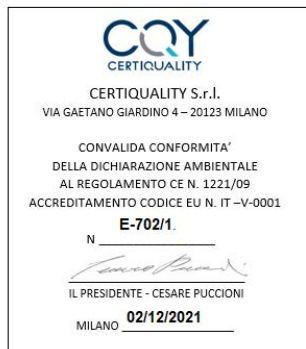 CQY
CERTIQUALITY
CERTIQUALITY S.r.l.
VIA GAETANO GIARDINO 4 – 20123 MILANO
CONVALIDA CONFORMITA'
DELLA DICHIARAZIONE AMBIENTALE
AL REGOLAMENTO CE N. 1221/09
ACCREDITAMENTO CODICE EU N. IT –V-0001
E-702/1.
N
IL PRESIDENTE - CESARE PUCCIONI
MILANO 02/12/2021